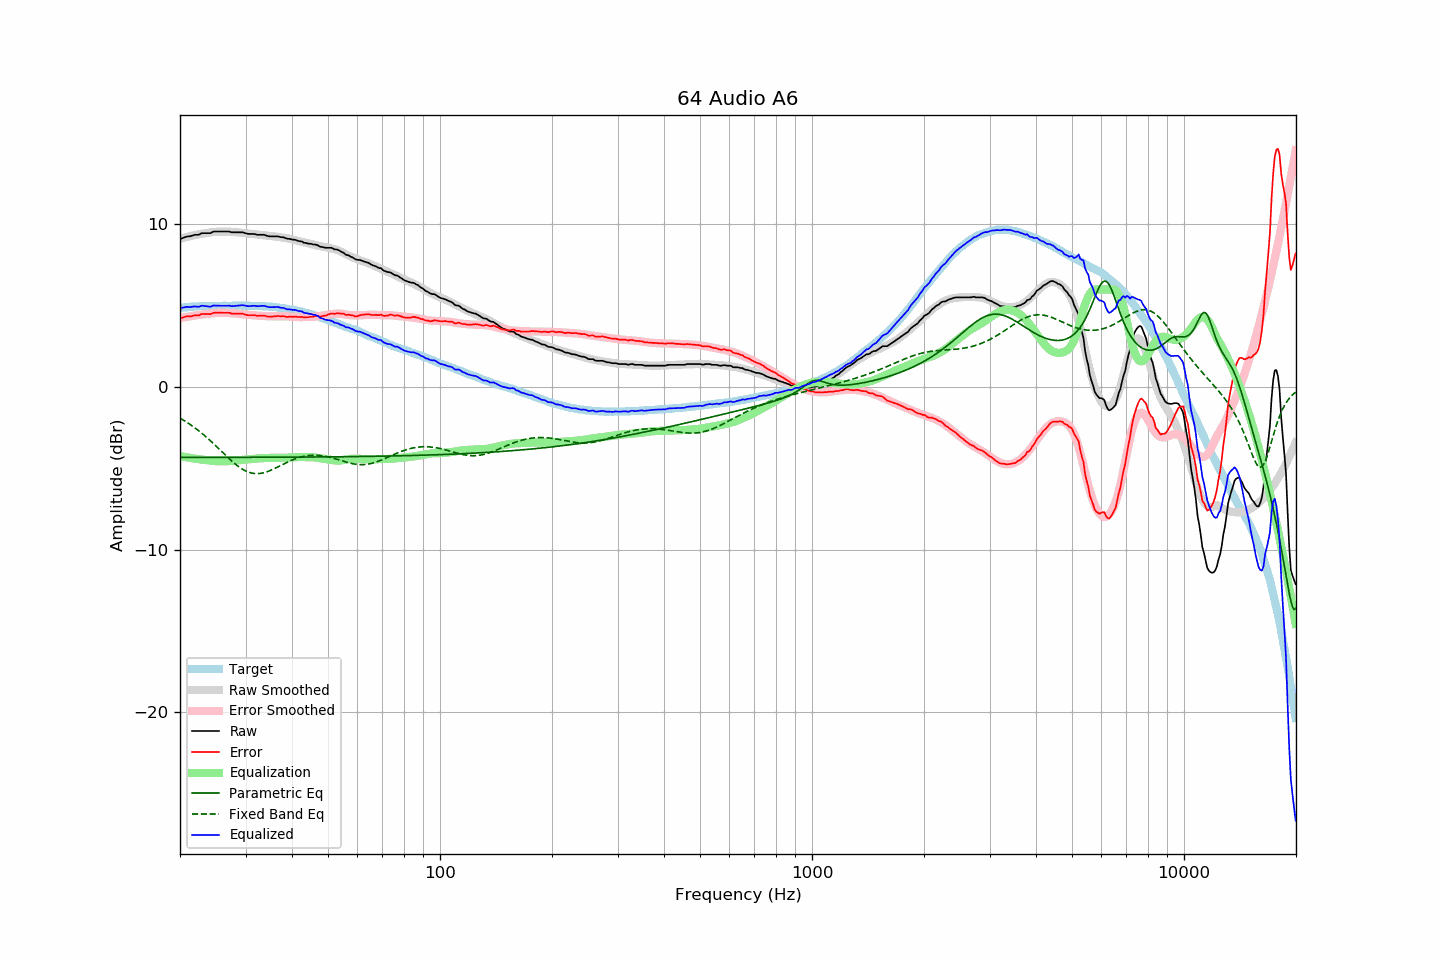 64 Audio A6
10
0
−10
−20
Amplitude (dBr)
Target
Raw Smoothed
Error Smoothed
Raw
Error
Equalization
Parametric Eq
Fixed Band Eq
Equalized
100
1000
10000
Frequency (Hz)